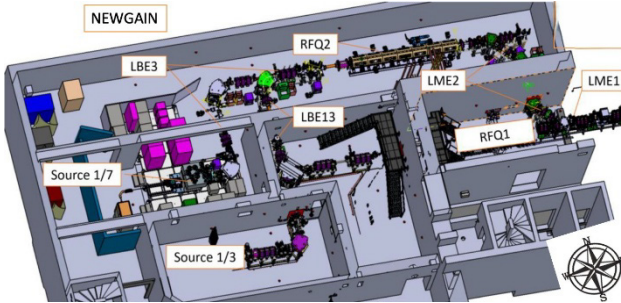 NEWGAIN
RFQ2
LBE3
LME2
LME1
LBE13
RFQ1
Source 1/7
Source 1/3
N
E
S